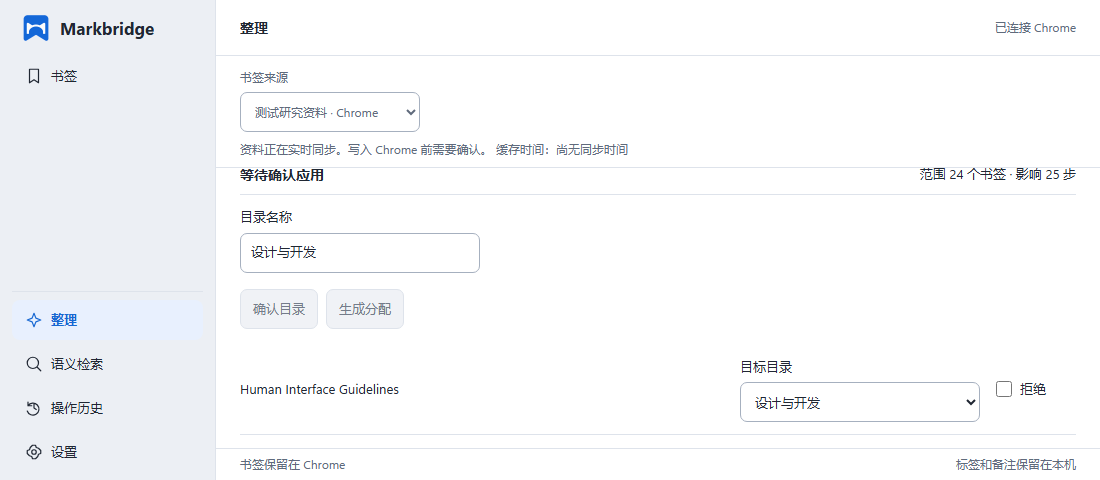 Markbridge
书签
整理
语义检索
操作历史
设置
整理
已连接 Chrome
书签来源
测试研究资料 · Chrome
资料正在实时同步。写入 Chrome 前需要确认。 缓存时间：尚无同步时间
等待确认应用
范围 24 个书签 · 影响 25 步
目录名称
设计与开发
确认目录
生成分配
Human Interface Guidelines
目标目录
设计与开发
拒绝
书签保留在 Chrome
标签和备注保留在本机